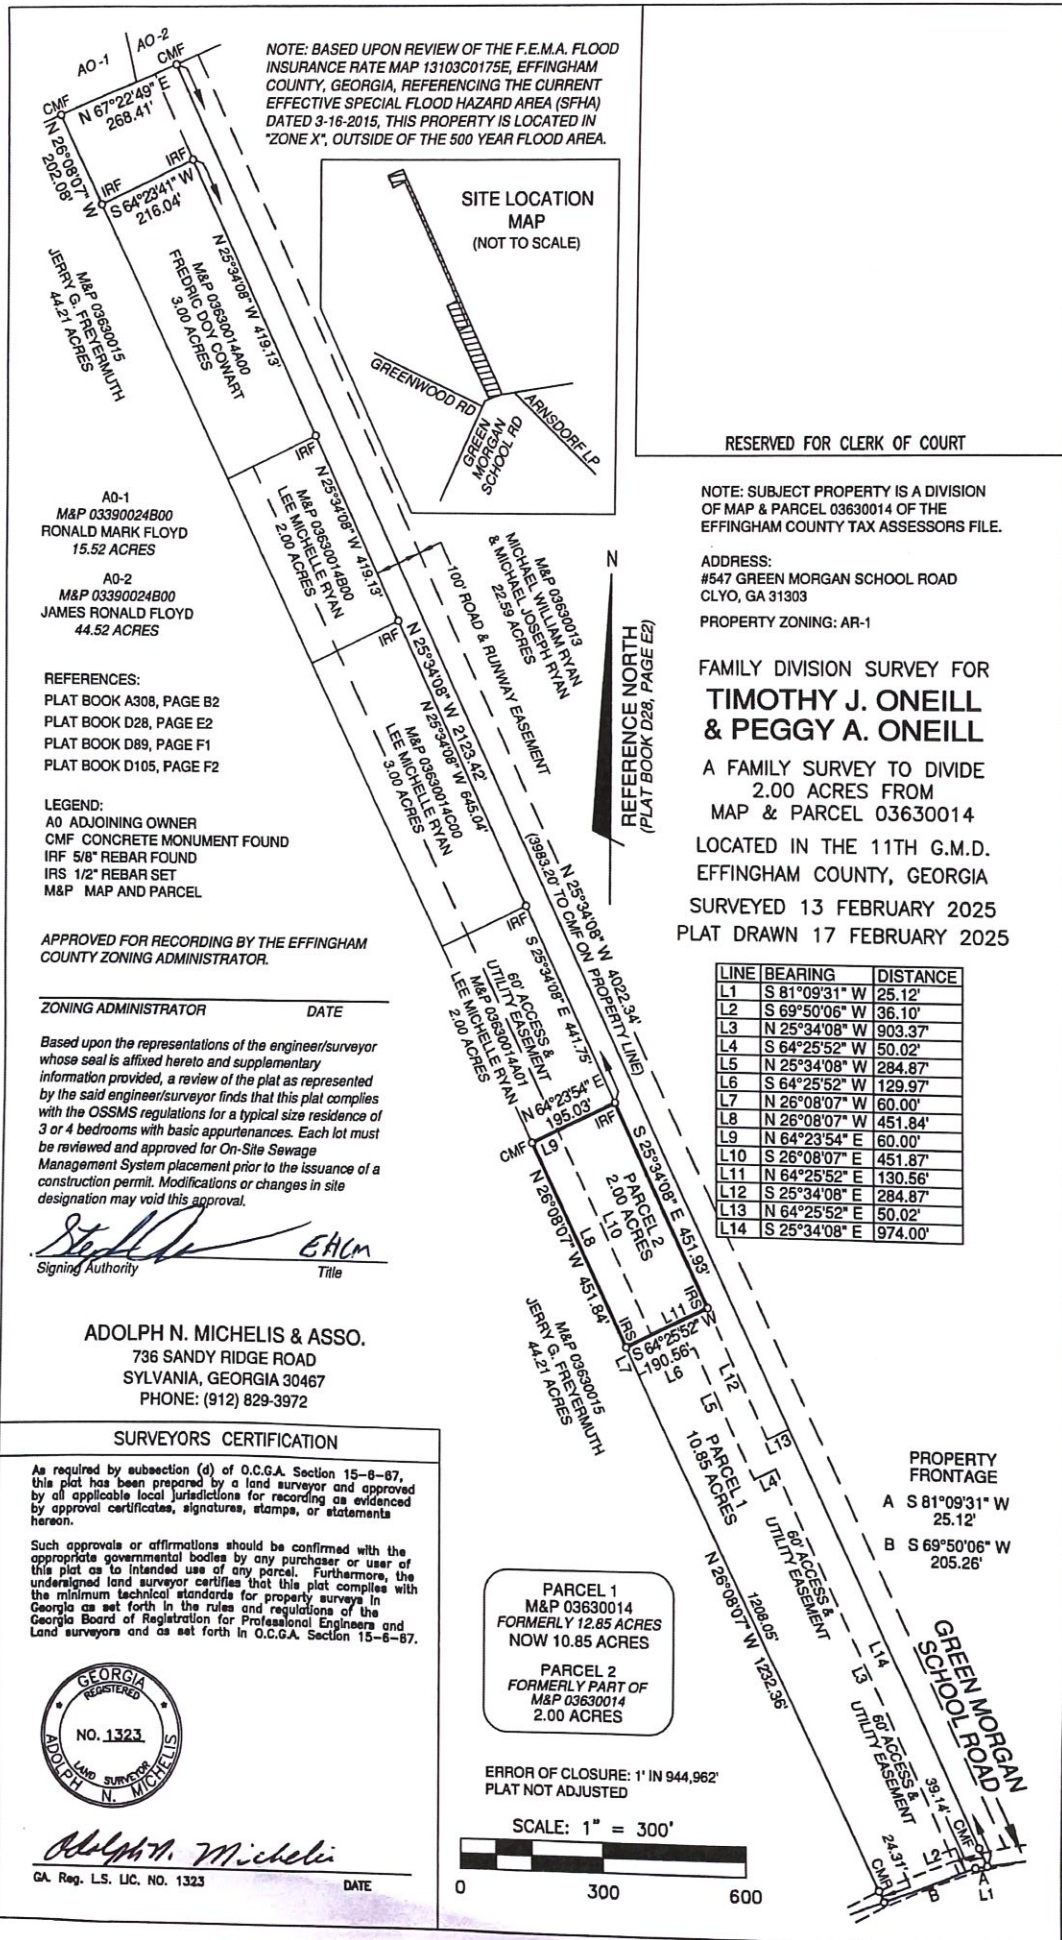 AO-1
AO-2
CMF
CMF
N 67°22'49" E
268.41'
N 26°08'07" W
202.08'
IRF
IRF
S 64°23'41" W
216.04'
NOTE: BASED UPON REVIEW OF THE F.E.M.A. FLOOD
INSURANCE RATE MAP 13103C0175E, EFFINGHAM
COUNTY, GEORGIA, REFERENCING THE CURRENT
EFFECTIVE SPECIAL FLOOD HAZARD AREA (SFHA)
DATED 3-16-2015, THIS PROPERTY IS LOCATED IN
"ZONE X", OUTSIDE OF THE 500 YEAR FLOOD AREA.
SITE LOCATION
MAP
(NOT TO SCALE)
GREENWOOD RD
GREEN
MORGAN
SCHOOL RD
ARNSDORF LP
RESERVED FOR CLERK OF COURT
M&P 03630015
JERRY G. FREYERMUTH
44.21 ACRES
N 25°34'08" W 419.13'
M&P 03630014A00
FREDRIC DOY COWART
3.00 ACRES
IRF
N 25°34'08" W 419.13'
M&P 03630014B00
LEE MICHELLE RYAN
2.00 ACRES
IRF
A0-1
M&P 03390024B00
RONALD MARK FLOYD
15.52 ACRES
A0-2
M&P 03390024B00
JAMES RONALD FLOYD
44.52 ACRES
REFERENCES:
PLAT BOOK A308, PAGE B2
PLAT BOOK D28, PAGE E2
PLAT BOOK D89, PAGE F1
PLAT BOOK D105, PAGE F2
LEGEND:
A0 ADJOINING OWNER
CMF CONCRETE MONUMENT FOUND
IRF 5/8" REBAR FOUND
IRS 1/2" REBAR SET
M&P MAP AND PARCEL
100' ROAD & RUNWAY EASEMENT
M&P 03630013
MICHAEL WILLIAM RYAN
& MICHAEL JOSEPH RYAN
22.59 ACRES
N 25°34'08" W 2123.42'
N 25°34'08" W 645.04'
M&P 03630014C00
LEE MICHELLE RYAN
3.00 ACRES
IRF
N
REFERENCE NORTH
(PLAT BOOK D28, PAGE E2)
N 25°34'08" W 4022.34'
(3983.20' TO CMF ON PROPERTY LINE)
NOTE: SUBJECT PROPERTY IS A DIVISION
OF MAP & PARCEL 03630014 OF THE
EFFINGHAM COUNTY TAX ASSESSORS FILE.
ADDRESS:
#547 GREEN MORGAN SCHOOL ROAD
CLYO, GA 31303
PROPERTY ZONING: AR-1
FAMILY DIVISION SURVEY FOR
TIMOTHY J. ONEILL
& PEGGY A. ONEILL
A FAMILY SURVEY TO DIVIDE
2.00 ACRES FROM
MAP & PARCEL 03630014
LOCATED IN THE 11TH G.M.D.
EFFINGHAM COUNTY, GEORGIA
SURVEYED 13 FEBRUARY 2025
PLAT DRAWN 17 FEBRUARY 2025
LINE BEARING DISTANCE
L1 S 81°09'31" W 25.12'
L2 S 69°50'06" W 36.10'
L3 N 25°34'08" W 903.37'
L4 S 64°25'52" W 50.02'
L5 N 25°34'08" W 284.87'
L6 S 64°25'52" W 129.97'
L7 N 26°08'07" W 60.00'
L8 N 26°08'07" W 451.84'
L9 N 64°23'54" E 60.00'
L10 S 26°08'07" E 451.87'
L11 N 64°25'52" E 130.56'
L12 S 25°34'08" E 284.87'
L13 N 64°25'52" E 50.02'
L14 S 25°34'08" E 974.00'
APPROVED FOR RECORDING BY THE EFFINGHAM
COUNTY ZONING ADMINISTRATOR.
ZONING ADMINISTRATOR DATE
Based upon the representations of the engineer/surveyor
whose seal is affixed hereto and supplementary
information provided, a review of the plat as represented
by the said engineer/surveyor finds that this plat complies
with the OSSMS regulations for a typical size residence of
3 or 4 bedrooms with basic appurtenances. Each lot must
be reviewed and approved for On-Site Sewage
Management System placement prior to the issuance of a
construction permit. Modifications or changes in site
designation may void this approval.
EHCM
Signing Authority Title
S 25°34'08" E 441.75'
60' ACCESS &
UTILITY EASEMENT
M&P 03630014A01
LEE MICHELLE RYAN
2.00 ACRES
N 64°23'54" E
195.03'
IRF
CMF
L9
S 25°34'08" E 451.93'
PARCEL 2
2.00 ACRES
L10
L8
N 26°08'07" W 451.84'
IRS
L11
IRS
S 64°25'52" W
190.56'
L7
L6
M&P 03630015
JERRY G. FREYERMUTH
44.21 ACRES
L5
L12
L13
L4
PARCEL 1
10.85 ACRES
60' ACCESS &
UTILITY EASEMENT
1208.05'
N 26°08'07" W 1232.36'
L3
L14
60' ACCESS &
UTILITY EASEMENT
GREEN MORGAN
SCHOOL ROAD
39.14'
CMF
24.31'
CMF
L2
B
A
L1
PROPERTY
FRONTAGE
A S 81°09'31" W
25.12'
B S 69°50'06" W
205.26'
ADOLPH N. MICHELIS & ASSO.
736 SANDY RIDGE ROAD
SYLVANIA, GEORGIA 30467
PHONE: (912) 829-3972
SURVEYORS CERTIFICATION
As required by subsection (d) of O.C.G.A. Section 15-6-67,
this plat has been prepared by a land surveyor and approved
by all applicable local jurisdictions for recording as evidenced
by approval certificates, signatures, stamps, or statements
hereon.
Such approvals or affirmations should be confirmed with the
appropriate governmental bodies by any purchaser or user of
this plat as to intended use of any parcel. Furthermore, the
undersigned land surveyor certifies that this plat complies with
the minimum technical standards for property surveys in
Georgia as set forth in the rules and regulations of the
Georgia Board of Registration for Professional Engineers and
Land surveyors and as set forth in O.C.G.A. Section 15-6-67.
GEORGIA
REGISTERED
NO. 1323
LAND SURVEYOR
ADOLPH N. MICHELIS
Adolph N. Michelis
GA. Reg. L.S. LIC. NO. 1323 DATE
PARCEL 1
M&P 03630014
FORMERLY 12.85 ACRES
NOW 10.85 ACRES
PARCEL 2
FORMERLY PART OF
M&P 03630014
2.00 ACRES
ERROR OF CLOSURE: 1' IN 944,962'
PLAT NOT ADJUSTED
SCALE: 1" = 300'
0 300 600